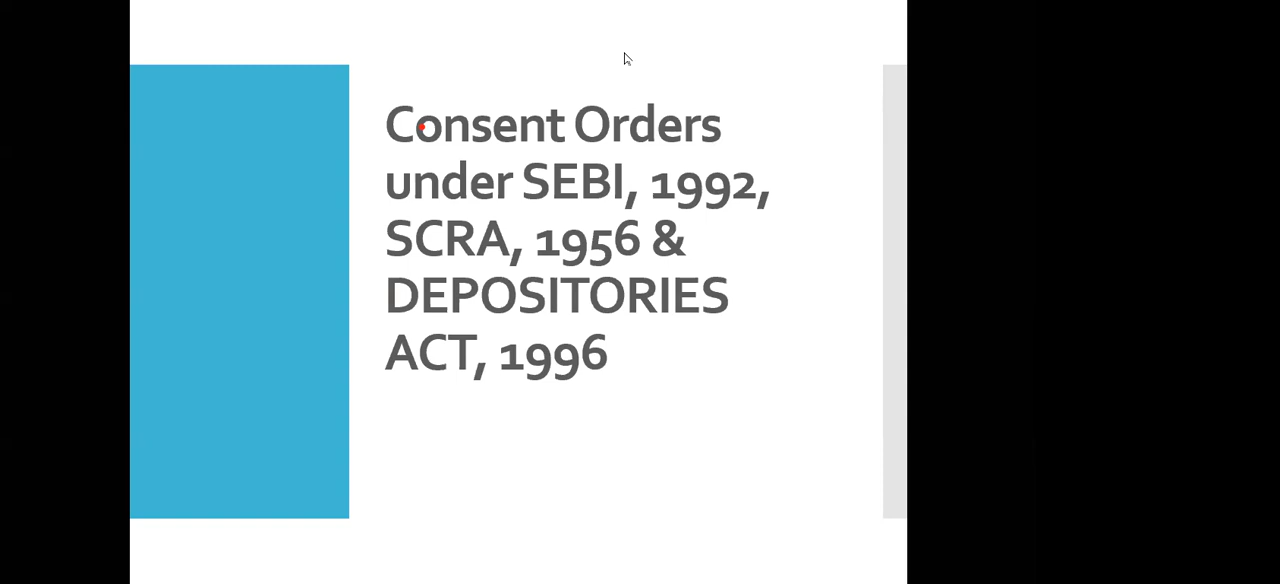 Consent Orders
under SEBI, 1992,
SCRA, 1956 &
DEPOSITORIES
ACT, 1996